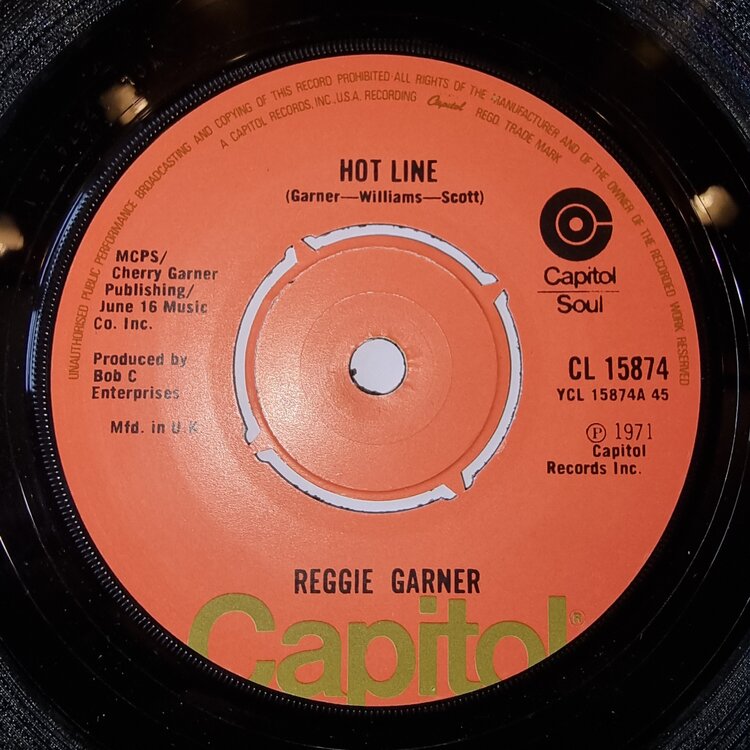 UNAUTHORISED PUBLIC PERFORMANCE BROADCASTING AND COPYING OF THIS RECORD PROHIBITED·ALL RIGHTS OF THE MANUFACTURER AND OF THE OWNER OF THE RECORDED WORK RESERVED
A CAPITOL RECORDS, INC., U.S.A. RECORDING Capitol REGD. TRADE MARK
HOT LINE
(Garner—Williams—Scott)
Capitol
Soul
MCPS/
Cherry Garner
Publishing/
June 16 Music
Co. Inc.
Produced by
Bob C
Enterprises
Mfd. in U.K
CL 15874
YCL 15874A 45
Ⓟ 1971
Capitol
Records Inc.
REGGIE GARNER
Capitol®